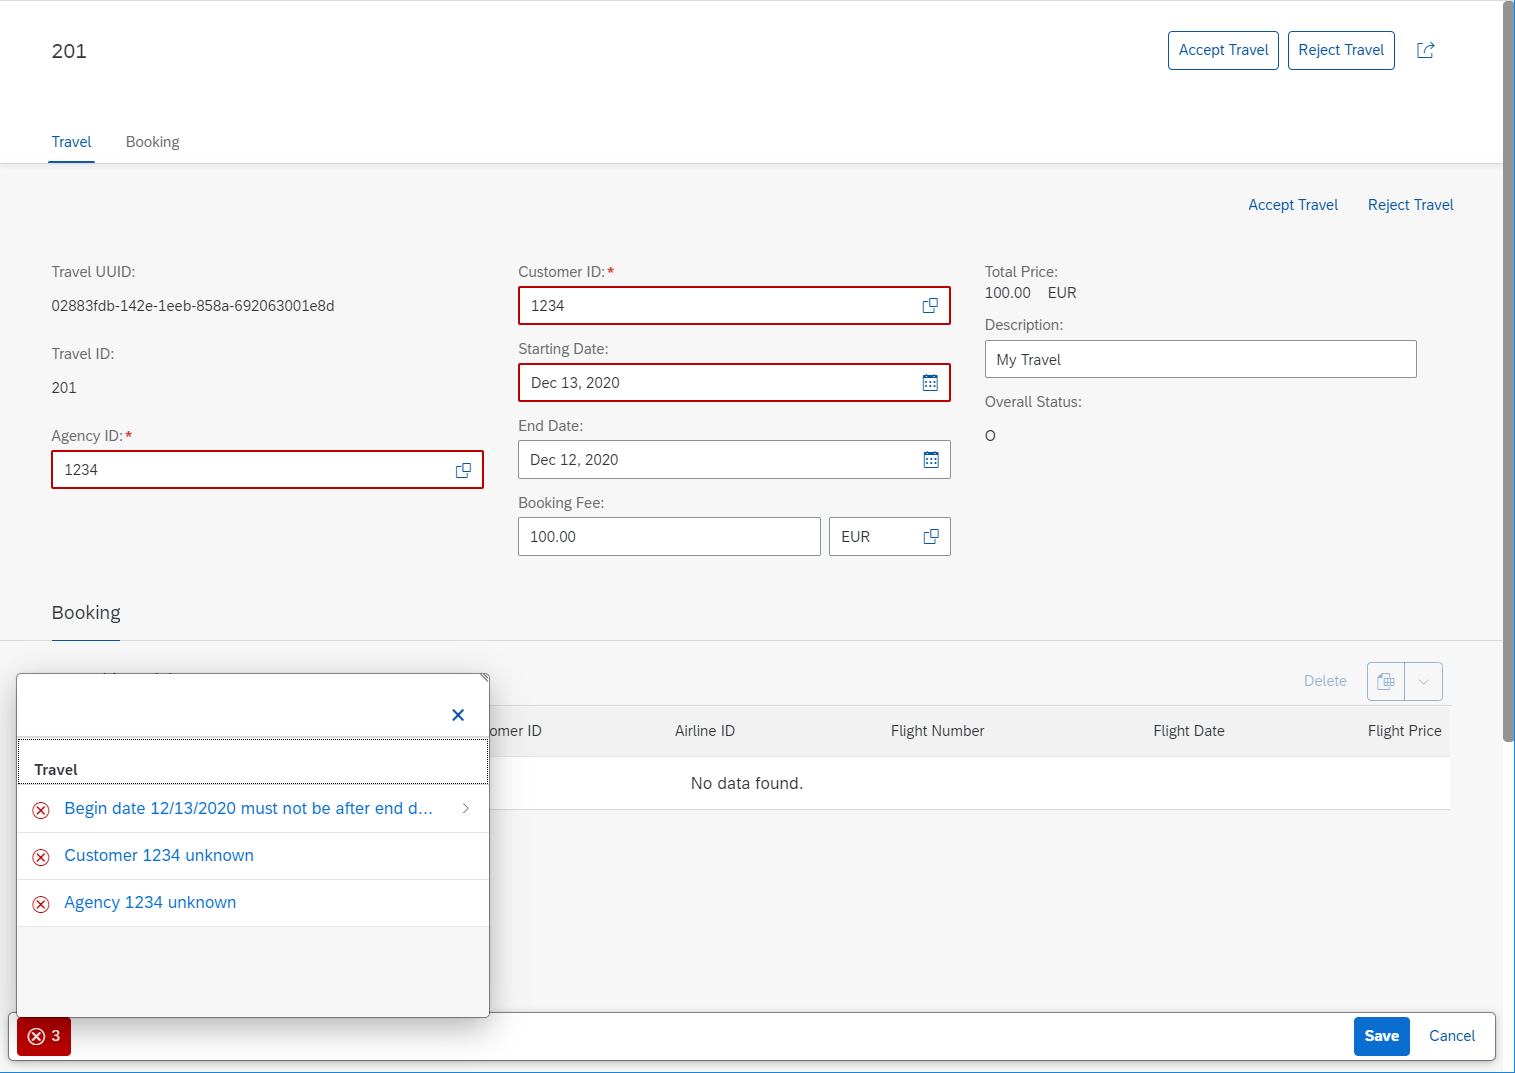 201
Accept Travel
Reject Travel
Travel
Booking
Accept Travel
Reject Travel
Travel UUID:
02883fdb-142e-1eeb-858a-692063001e8d
Travel ID:
201
Agency ID:*
1234
Customer ID:*
1234
Starting Date:
Dec 13, 2020
End Date:
Dec 12, 2020
Booking Fee:
100.00
EUR
Total Price:
100.00 EUR
Description:
My Travel
Overall Status:
O
Booking
Delete
omer ID
Airline ID
Flight Number
Flight Date
Flight Price
No data found.
Travel
Begin date 12/13/2020 must not be after end d...
Customer 1234 unknown
Agency 1234 unknown
3
Save
Cancel